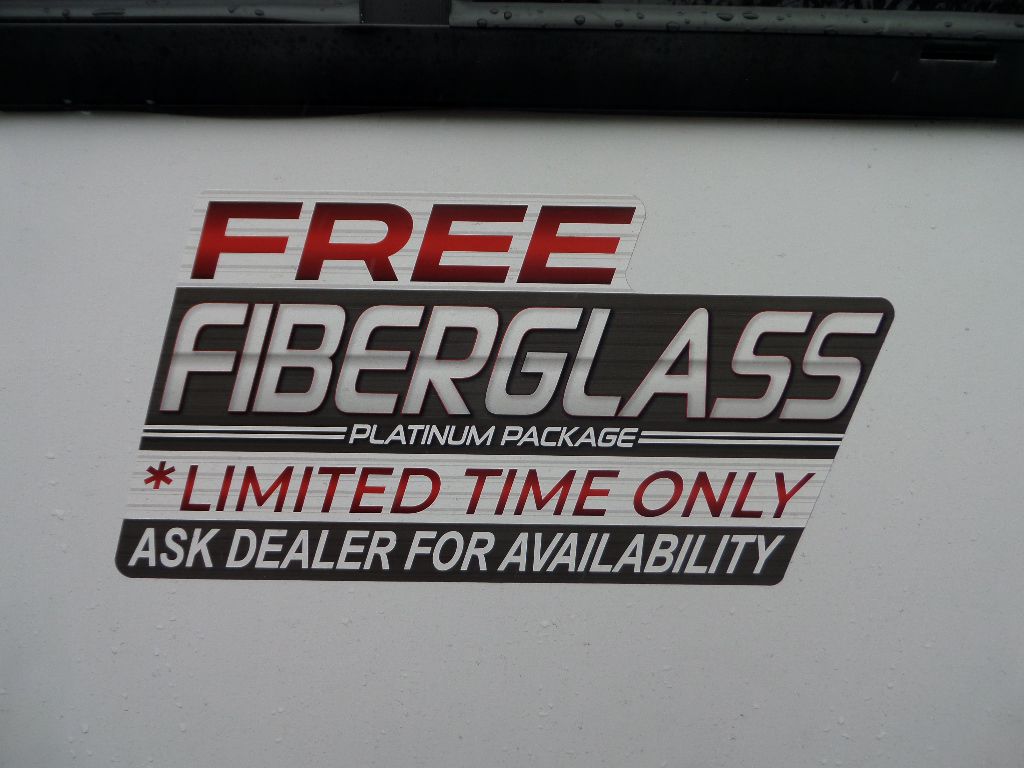 FREE
FIBERGLASS
PLATINUM PACKAGE
*LIMITED TIME ONLY
ASK DEALER FOR AVAILABILITY